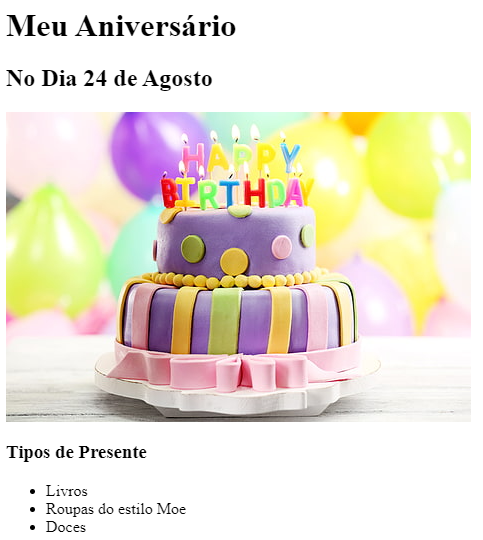 Meu Aniversário
No Dia 24 de Agosto
HAPPY
BIRTHDAY
Tipos de Presente
Livros
Roupas do estilo Moe
Doces